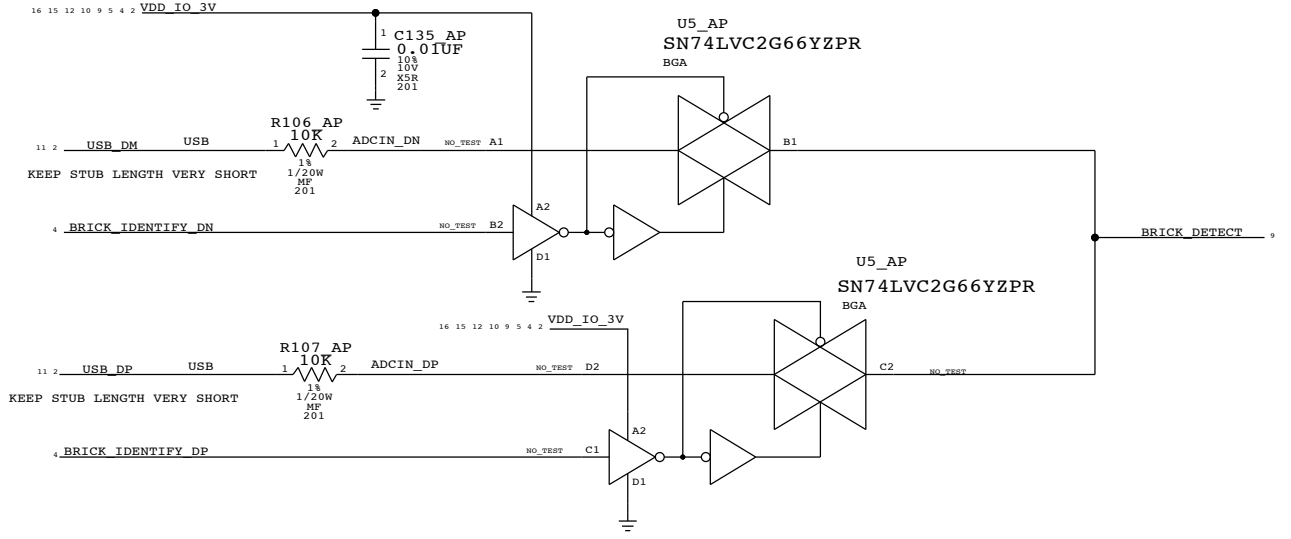 16 15 12 10 9 5 4 2 VDD_IO_3V
U5_AP
SN74LVC2G66YZPR
BGA
1 C135_AP
0.01UF
10%
10V
2 X5R
201
R106_AP
10K
11 2 USB_DM USB 1 2 ADCIN_DN NO_TEST A1 B1
1%
1/20W
MF
201
KEEP STUB LENGTH VERY SHORT
A2
4 BRICK_IDENTIFY_DN NO_TEST B2
D1
BRICK_DETECT 9
U5_AP
SN74LVC2G66YZPR
BGA
16 15 12 10 9 5 4 2 VDD_IO_3V
R107_AP
10K
11 2 USB_DP USB 1 2 ADCIN_DP NO_TEST D2 C2 NO_TEST
1%
1/20W
MF
201
KEEP STUB LENGTH VERY SHORT
A2
4 BRICK_IDENTIFY_DP NO_TEST C1
D1